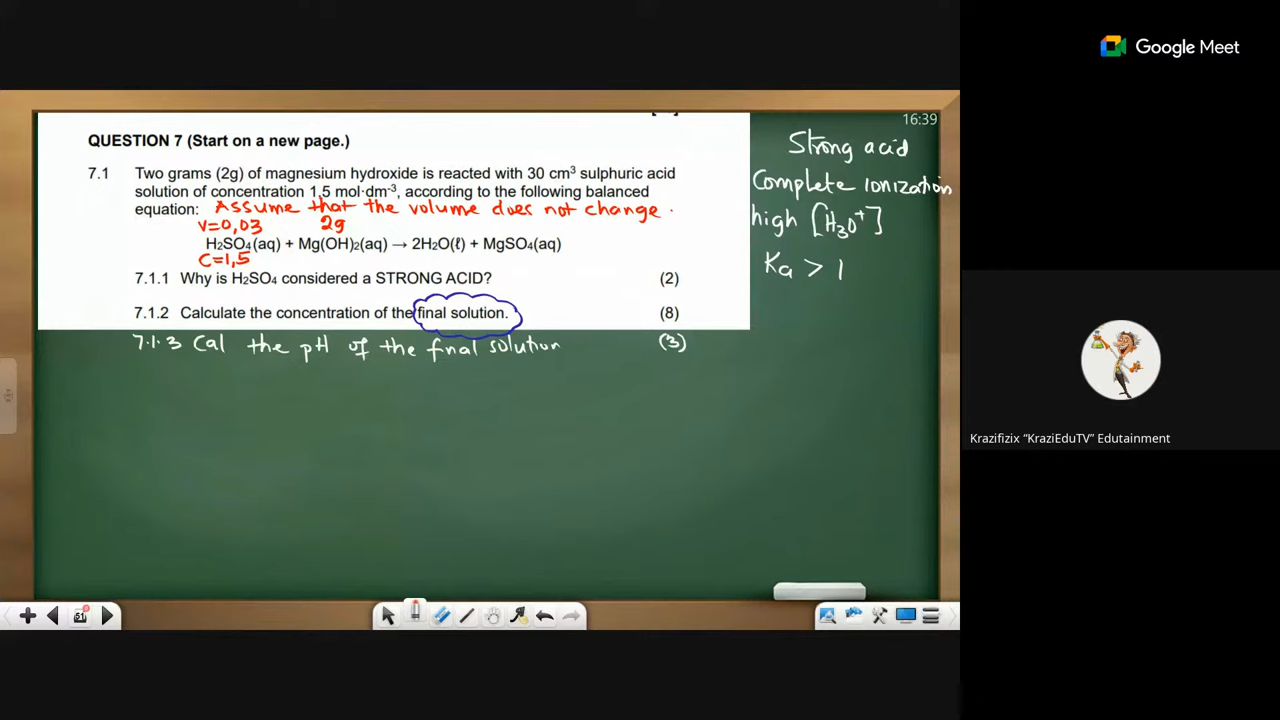 Google Meet
16:39
QUESTION 7 (Start on a new page.)
7.1 Two grams (2g) of magnesium hydroxide is reacted with 30 cm³ sulphuric acid
solution of concentration 1,5 mol·dm⁻³, according to the following balanced
equation: Assume that the volume does not change.
V=0,03 2g
H₂SO₄(aq) + Mg(OH)₂(aq) → 2H₂O(ℓ) + MgSO₄(aq)
C=1,5
7.1.1 Why is H₂SO₄ considered a STRONG ACID? (2)
7.1.2 Calculate the concentration of the final solution. (8)
7.1.3 Cal the pH of the final solution (3)
Strong acid
Complete Ionization
high [H₃O⁺]
Ka > 1
Krazifizix “KraziEduTV” Edutainment
51